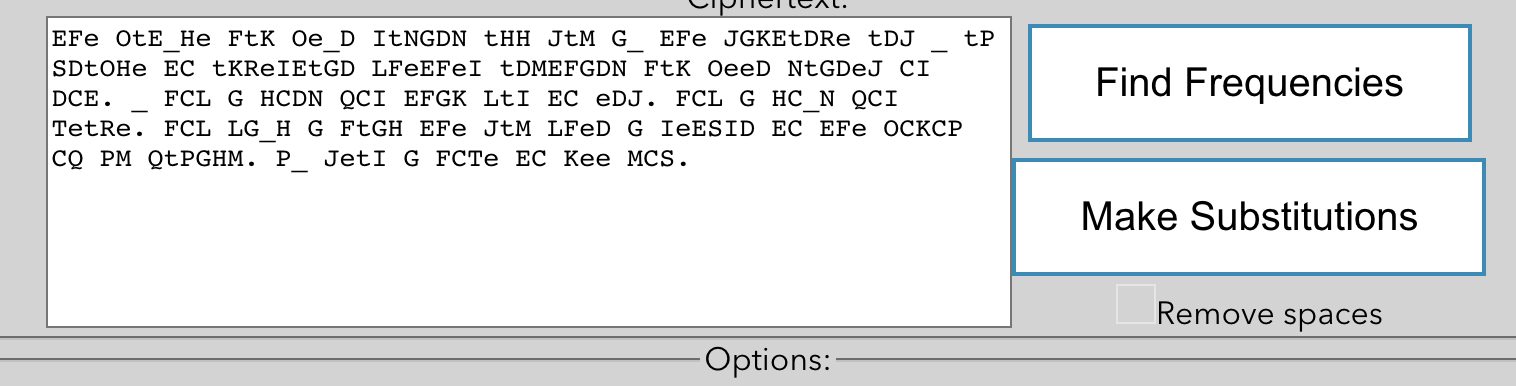 Ciphertext:
EFe OtE_He FtK Oe_D ItNGDN tHH JtM G_ EFe JGKEtDRe tDJ _ tP
SDtOHe EC tKReIEtGD LFeEFeI tDMEFGDN FtK OeeD NtGDeJ CI
DCE. _ FCL G HCDN QCI EFGK LtI EC eDJ. FCL G HC_N QCI
TetRe. FCL LG_H G FtGH EFe JtM LFeD G IeESID EC EFe OCKCP
CQ PM QtPGHM. P_ JetI G FCTe EC Kee MCS.
Find Frequencies
Make Substitutions
Remove spaces
Options: